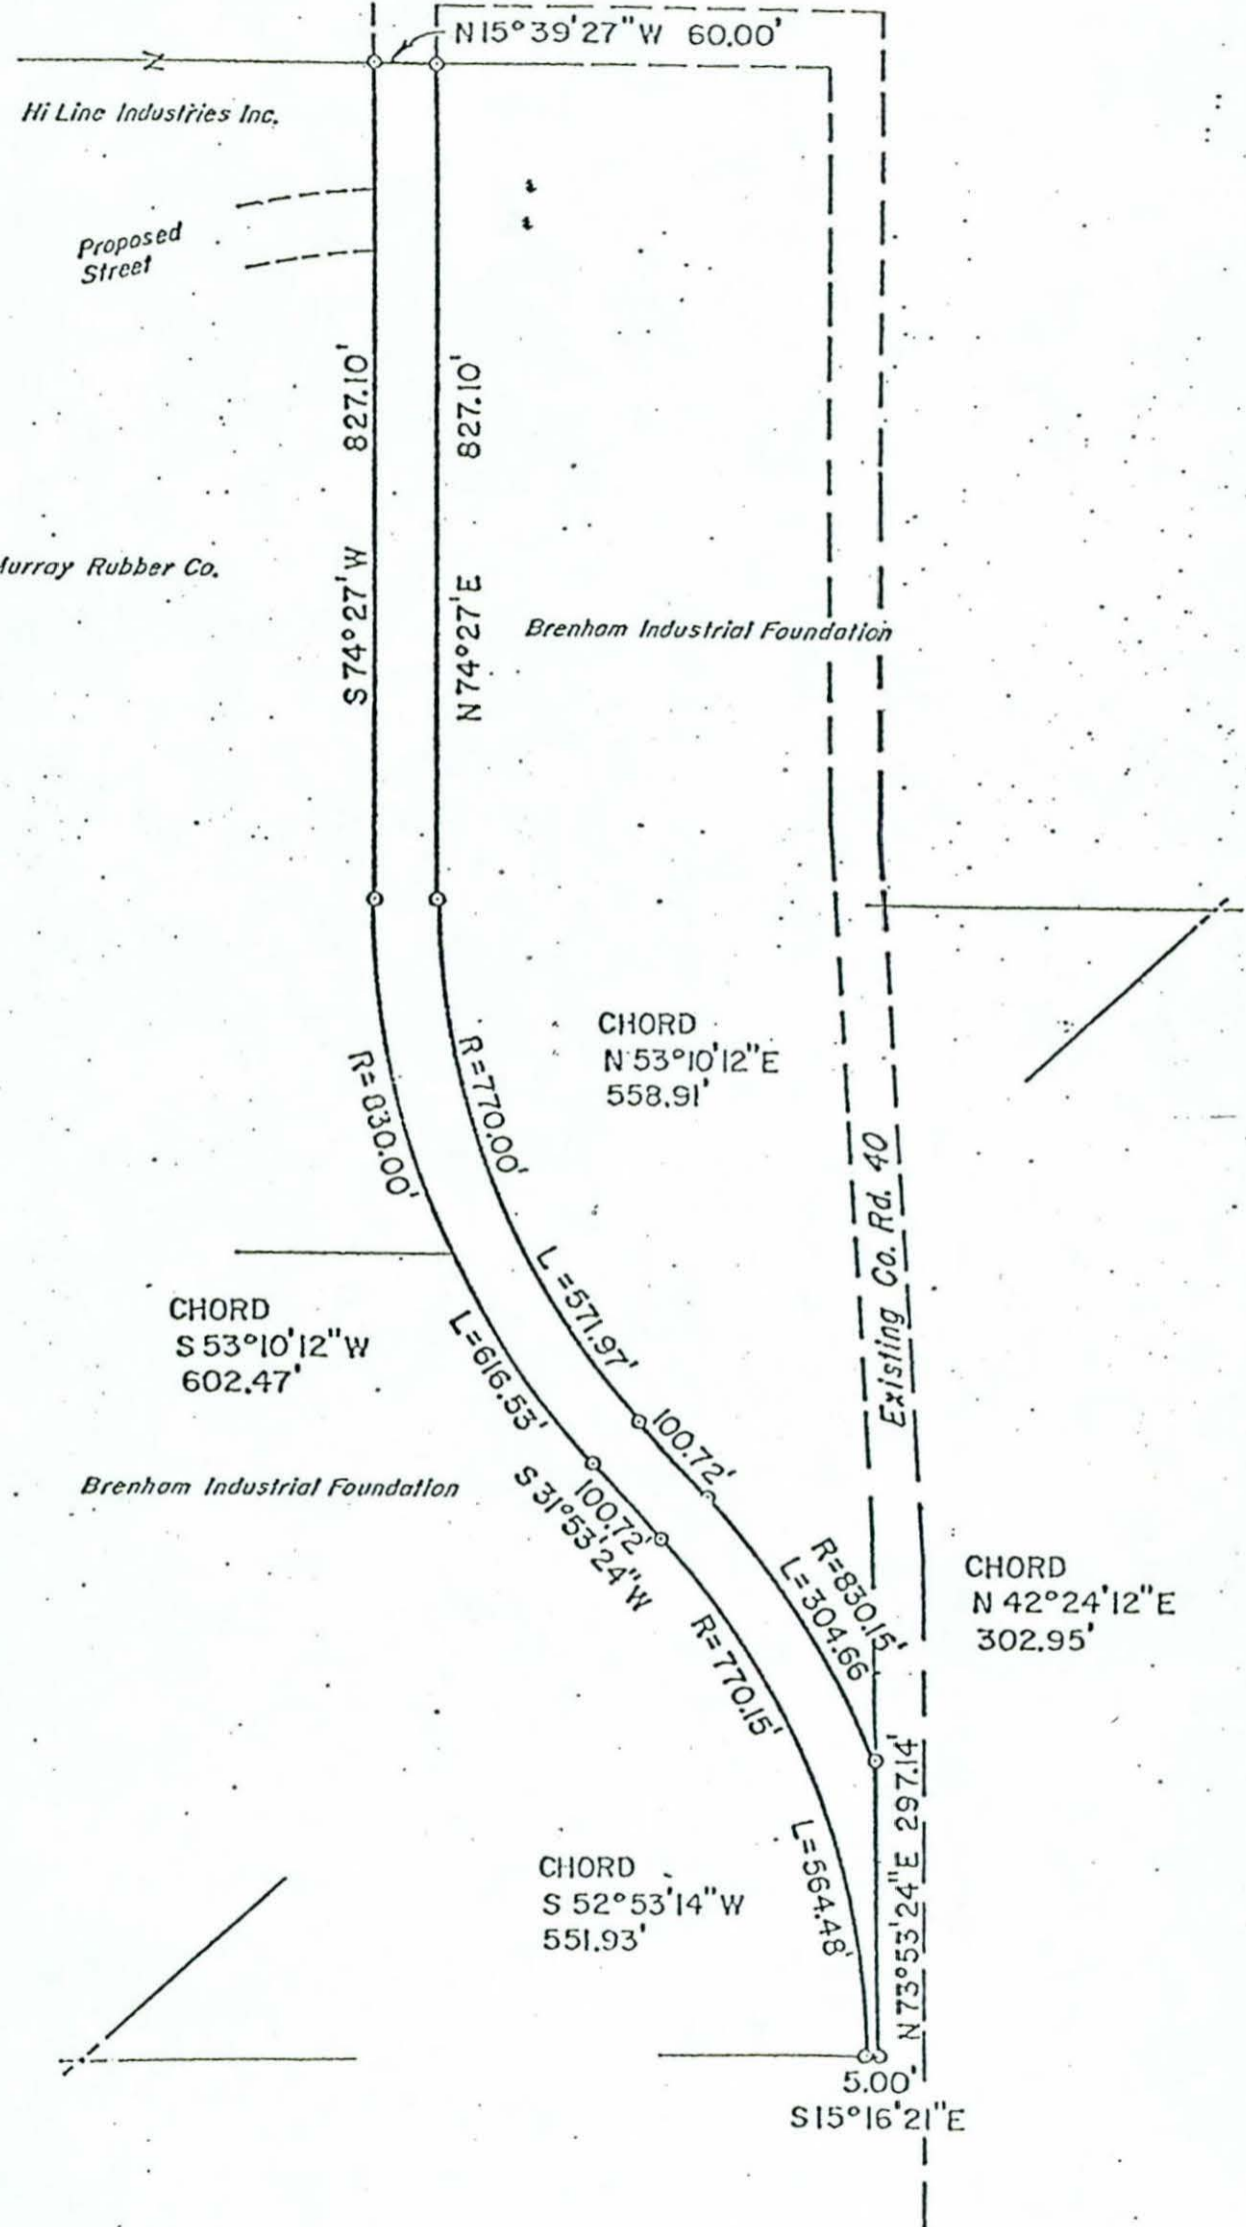 N15°39'27"W 60.00'
Hi Line Industries Inc.
Proposed
Street
827.10'
827.10'
S74°27'W
N74°27'E
Murray Rubber Co.
Brenham Industrial Foundation
CHORD
N 53°10'12"E
558.91'
R=830.00'
R=770.00'
Existing Co. Rd. 40
L=571.97'
CHORD
S 53°10'12"W
602.47'
L=616.53'
100.72'
Brenham Industrial Foundation
100.72'
S 31°53'24"W
R=830.15'
L=304.66
CHORD
N 42°24'12"E
302.95'
R=770.15'
N73°53'24"E 297.14'
L=564.48'
CHORD
S 52°53'14"W
551.93'
5.00'
S15°16'21"E